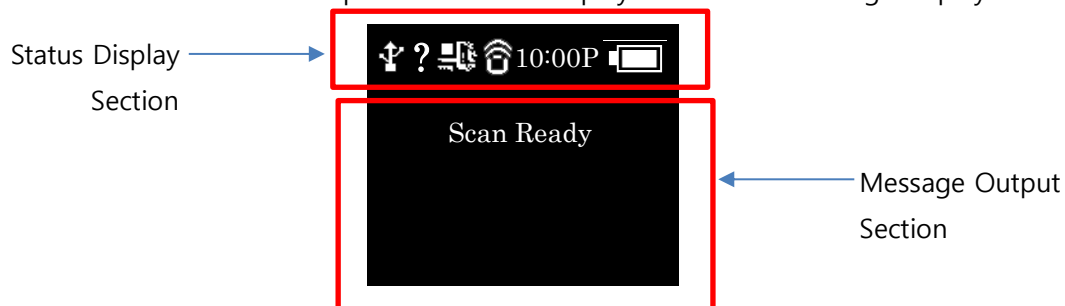 Status Display
Section
? 10:00P
Scan Ready
Message Output
Section